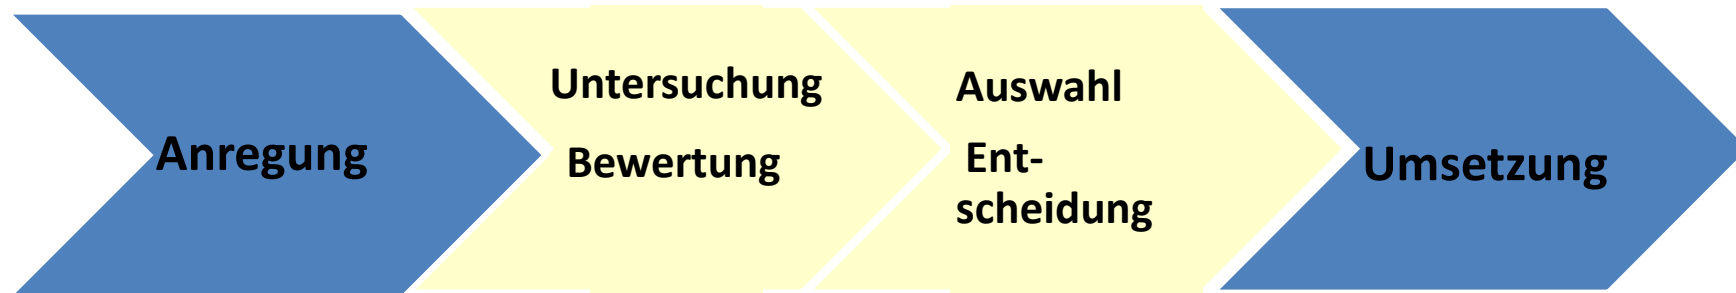 Anregung
Untersuchung
Bewertung
Auswahl
Ent-
scheidung
Umsetzung